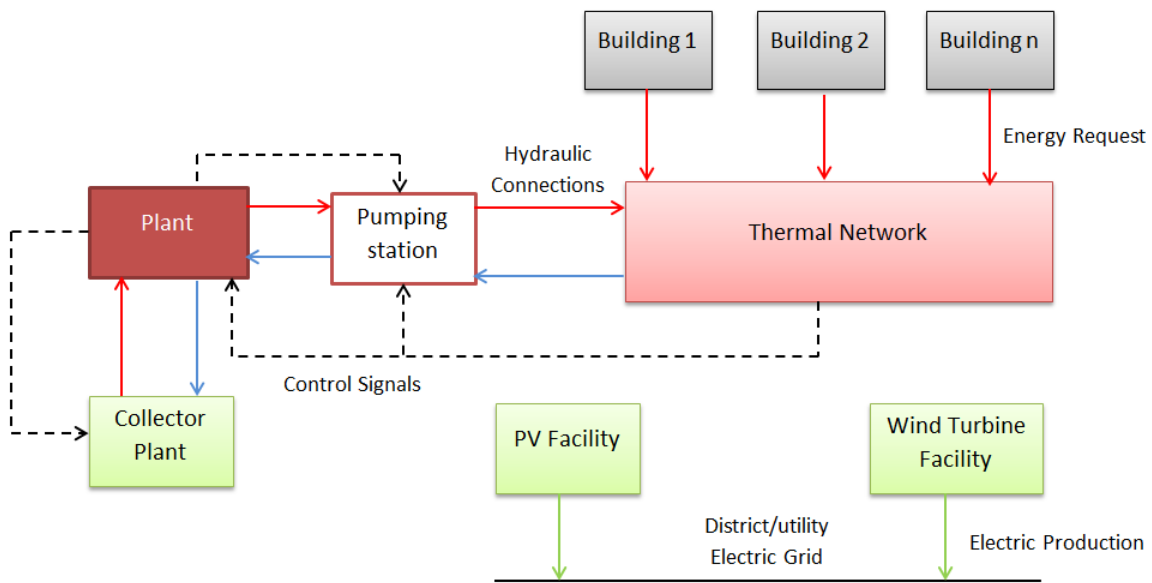 Building 1
Building 2
Building n
Energy Request
Hydraulic
Connections
Plant
Pumping
station
Thermal Network
Control Signals
Collector
Plant
PV Facility
Wind Turbine
Facility
District/utility
Electric Grid
Electric Production